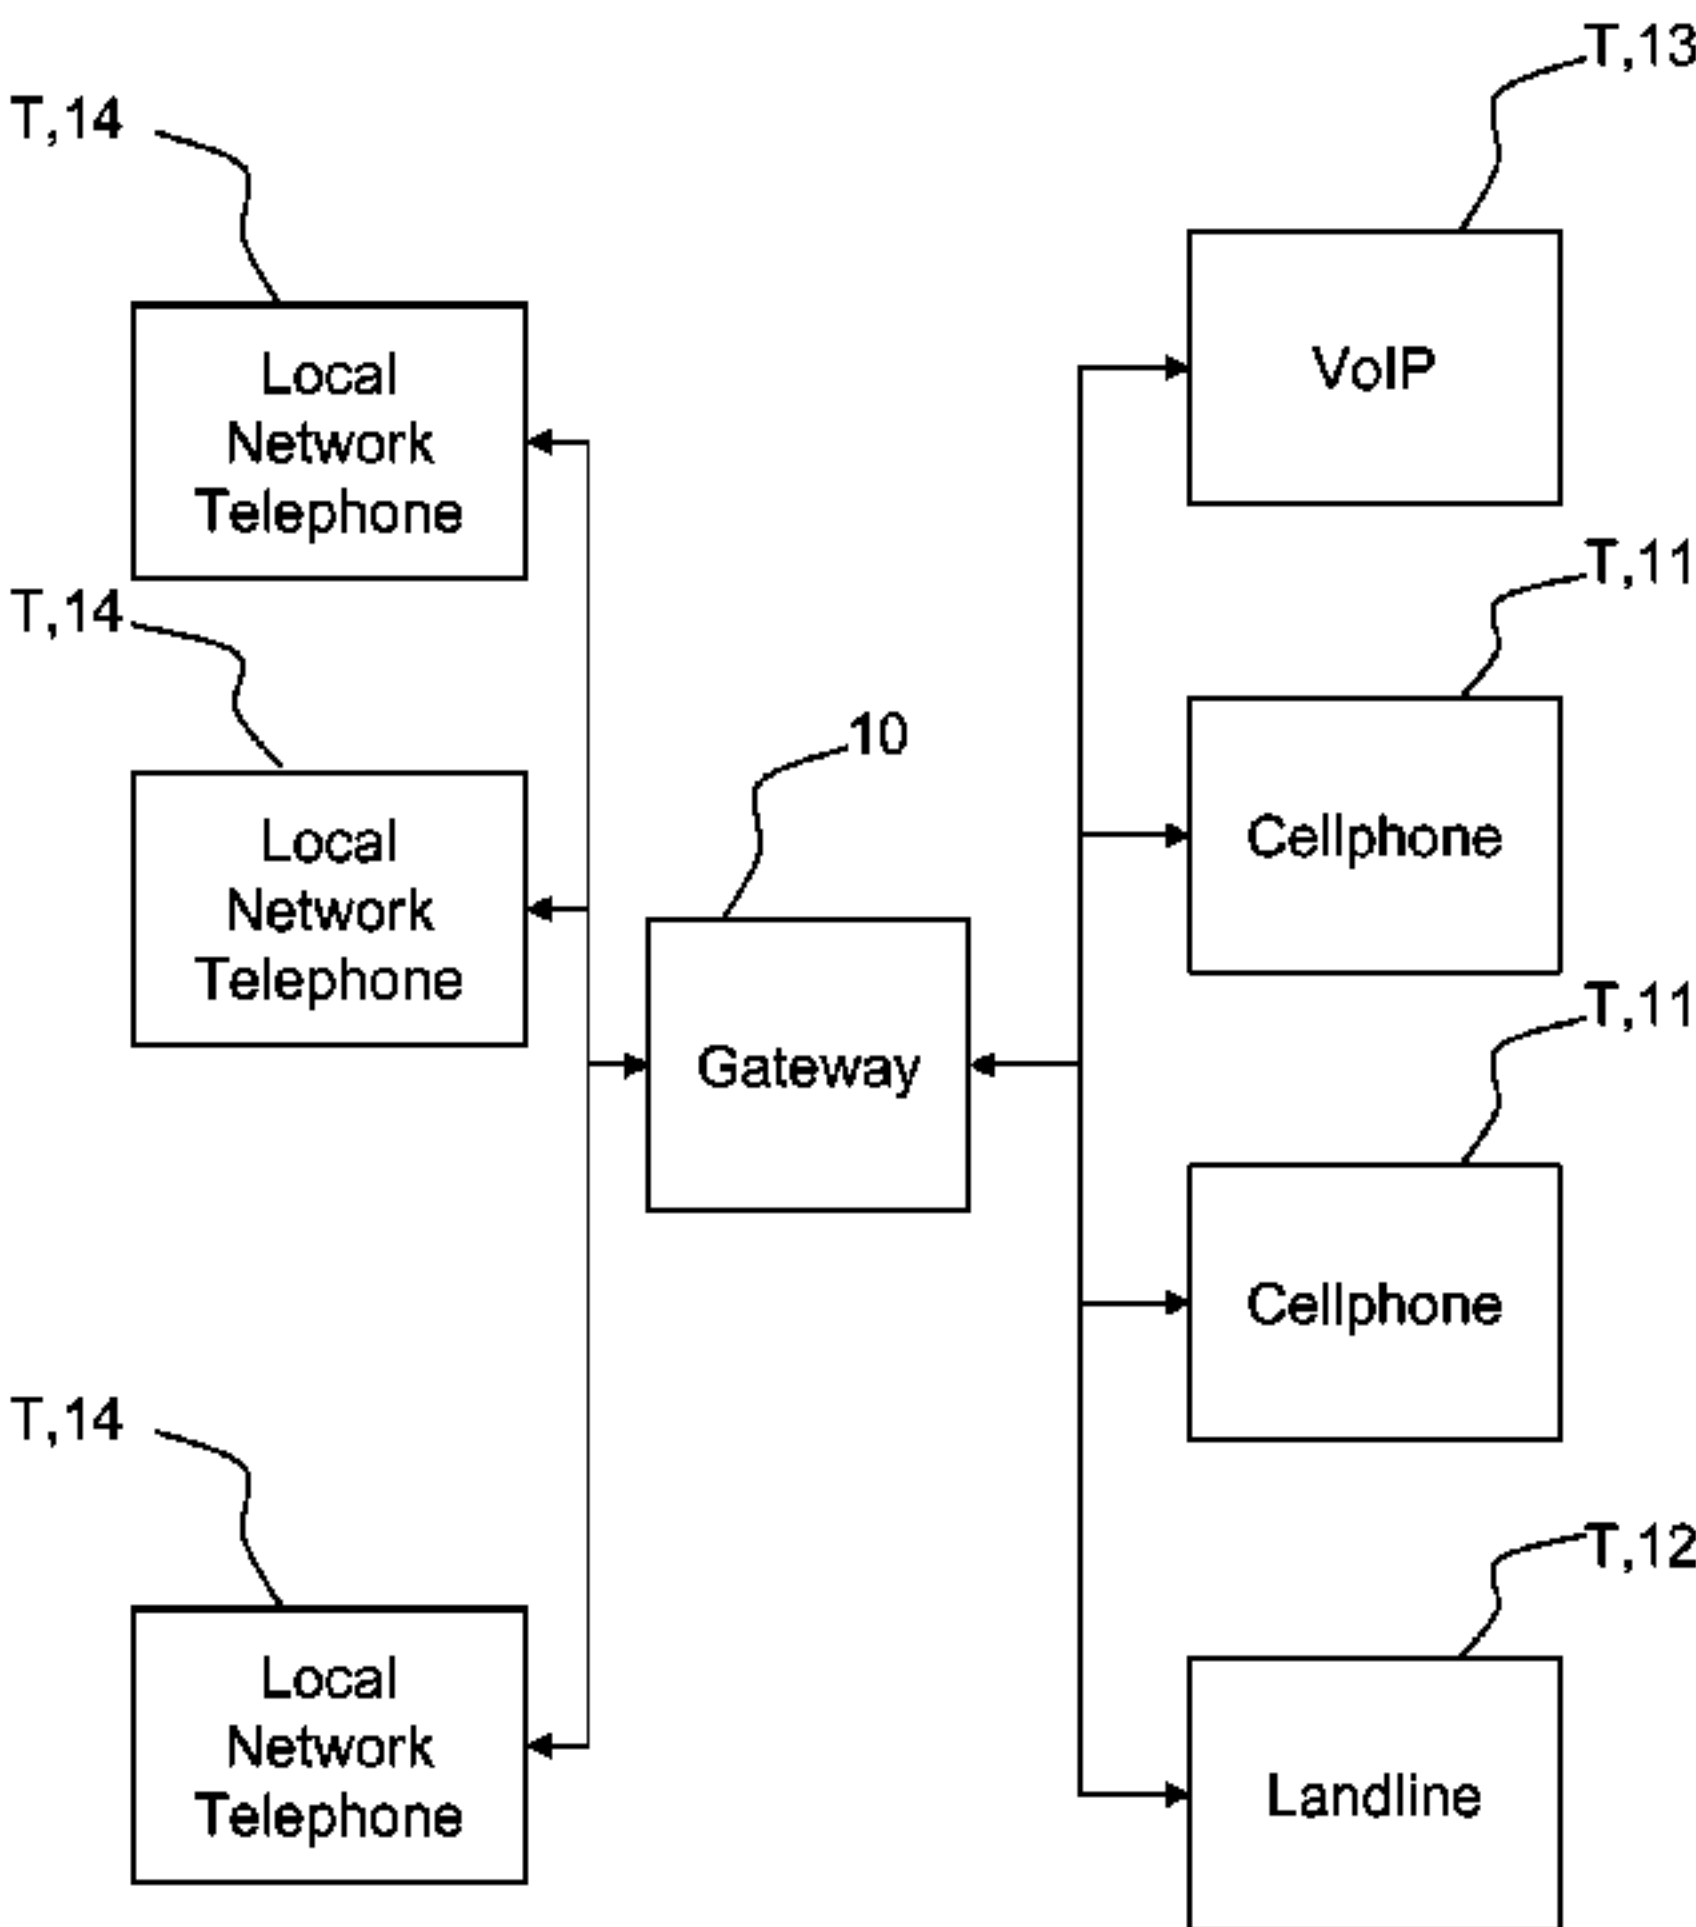 T,13
T,14
VoIP
Local
Network
Telephone
T,11
T,14
10
Cellphone
Local
Network
Telephone
T,11
Gateway
Cellphone
T,14
T,12
Local
Network
Telephone
Landline